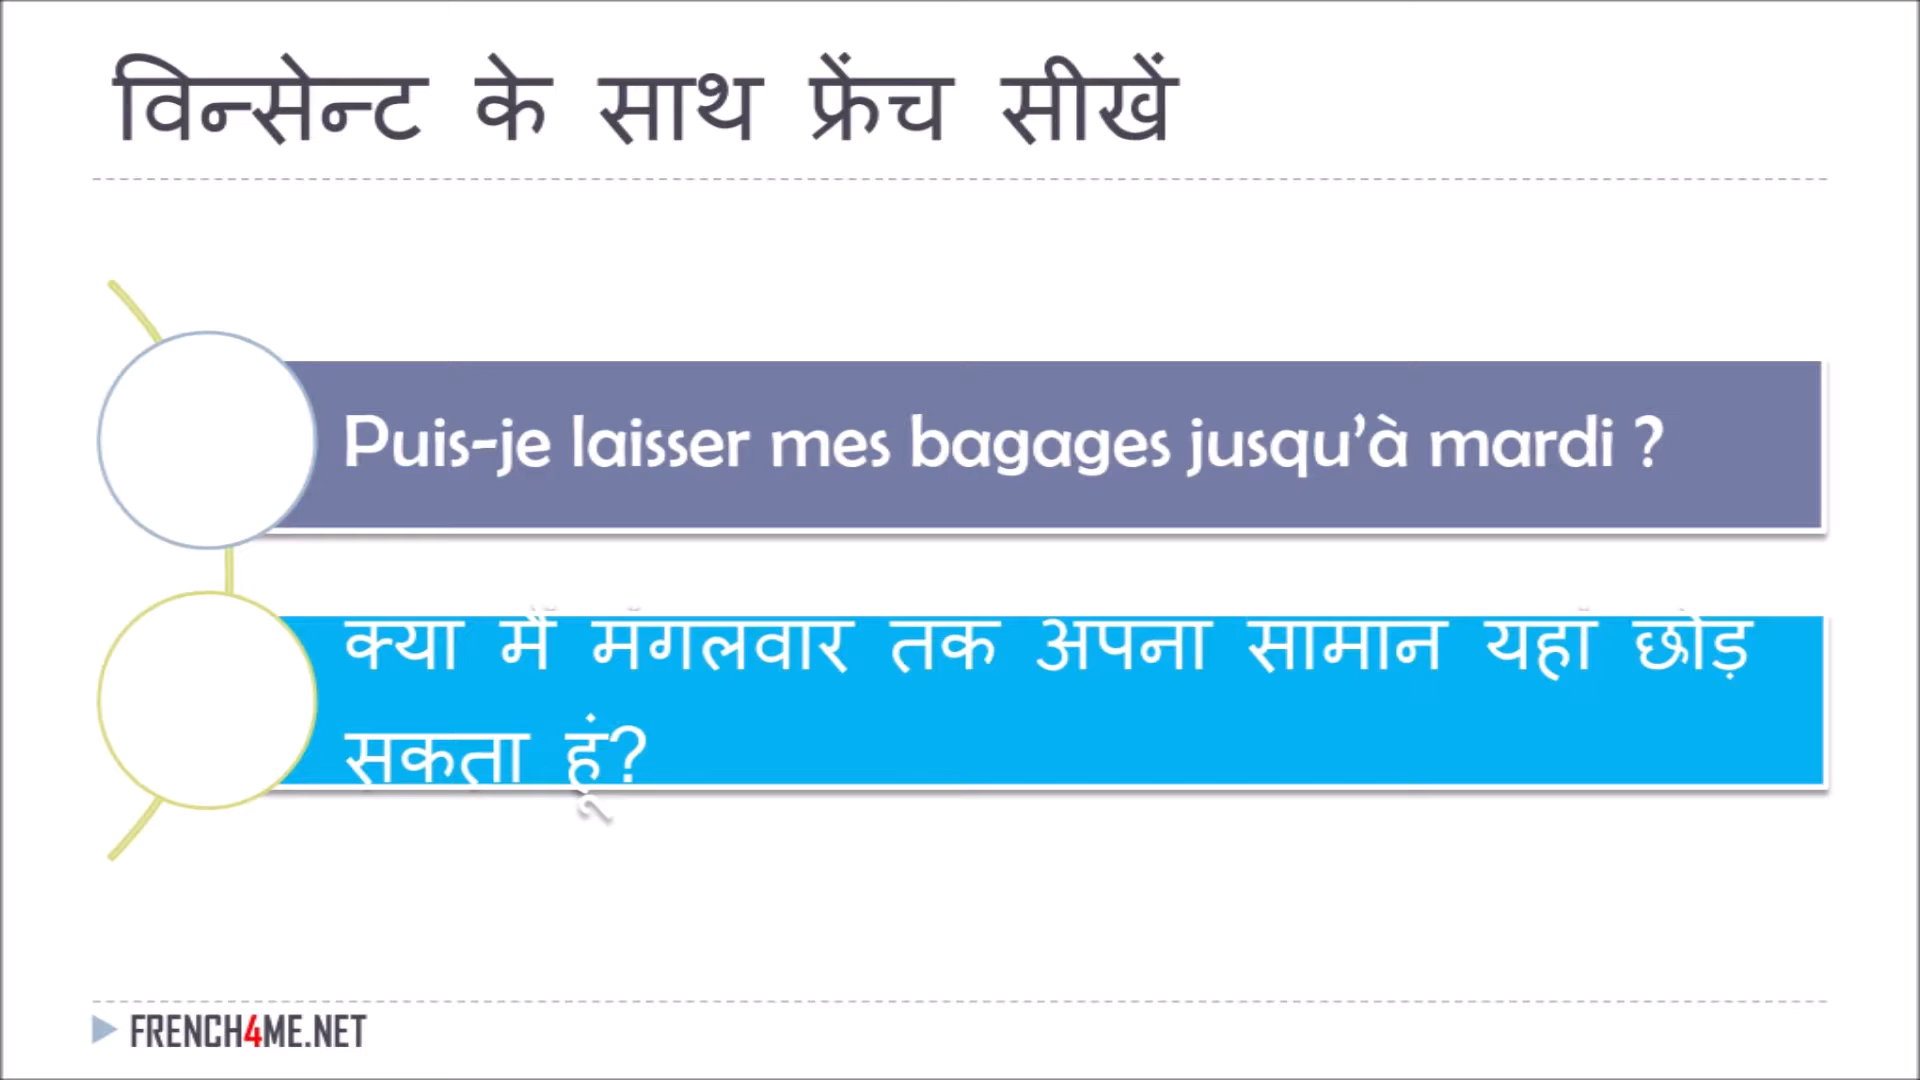 विन्सेन्ट के साथ फ्रेंच सीखें
Puis-je laisser mes bagages jusqu’à mardi ?
क्या मैं मंगलवार तक अपना सामान यहां छोड़
सकता हूं?
FRENCH4ME.NET